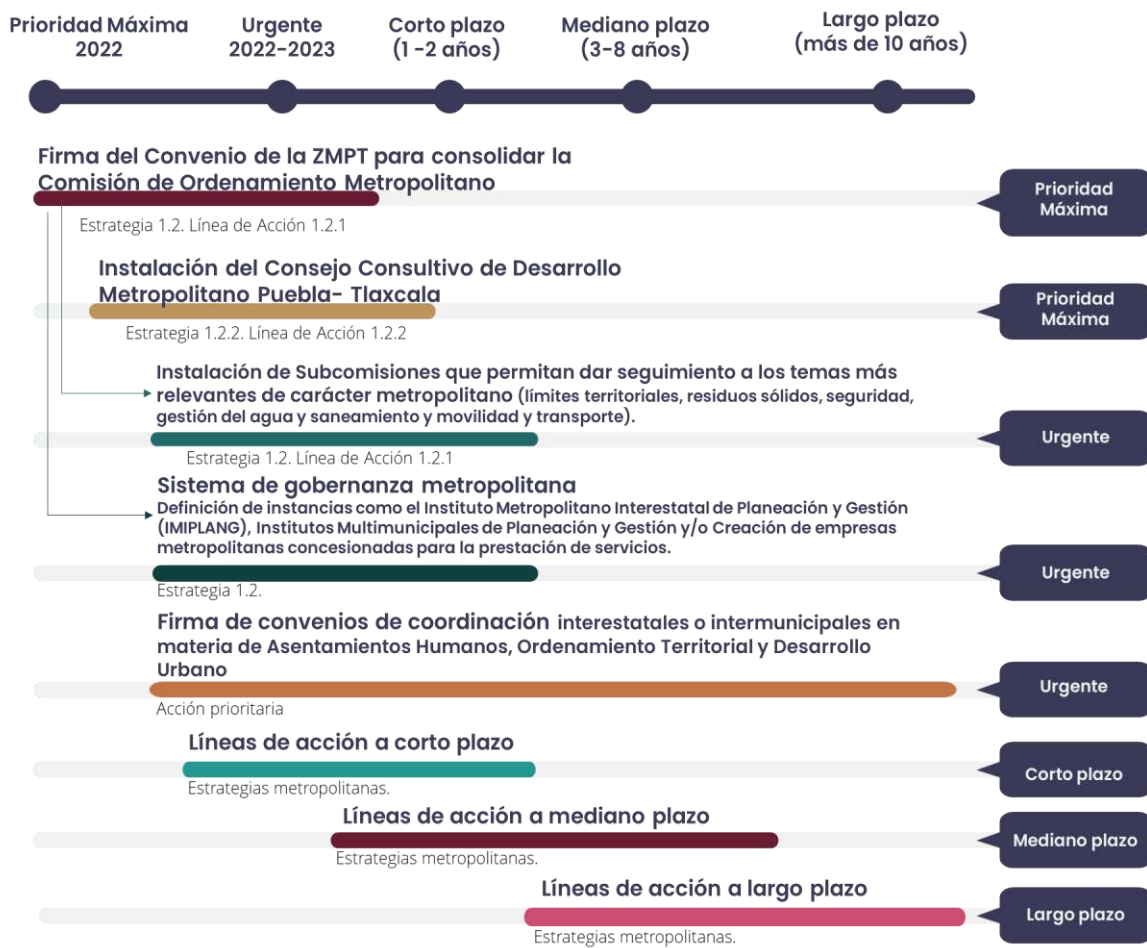 Prioridad Máxima
2022
Urgente
2022-2023
Corto plazo
(1 -2 años)
Mediano plazo
(3-8 años)
Largo plazo
(más de 10 años)
Firma del Convenio de la ZMPT para consolidar la
Comisión de Ordenamiento Metropolitano
Prioridad
Máxima
Estrategia 1.2. Línea de Acción 1.2.1
Instalación del Consejo Consultivo de Desarrollo
Metropolitano Puebla- Tlaxcala
Prioridad
Máxima
Estrategia 1.2.2. Línea de Acción 1.2.2
Instalación de Subcomisiones que permitan dar seguimiento a los temas más
relevantes de carácter metropolitano (límites territoriales, residuos sólidos, seguridad,
gestión del agua y saneamiento y movilidad y transporte).
Urgente
Estrategia 1.2. Línea de Acción 1.2.1
Sistema de gobernanza metropolitana
Definición de instancias como el Instituto Metropolitano Interestatal de Planeación y Gestión
(IMIPLANG), Institutos Multimunicipales de Planeación y Gestión y/o Creación de empresas
metropolitanas concesionadas para la prestación de servicios.
Urgente
Estrategia 1.2.
Firma de convenios de coordinación interestatales o intermunicipales en
materia de Asentamientos Humanos, Ordenamiento Territorial y Desarrollo
Urbano
Urgente
Acción prioritaria
Líneas de acción a corto plazo
Corto plazo
Estrategias metropolitanas.
Líneas de acción a mediano plazo
Mediano plazo
Estrategias metropolitanas.
Líneas de acción a largo plazo
Largo plazo
Estrategias metropolitanas.